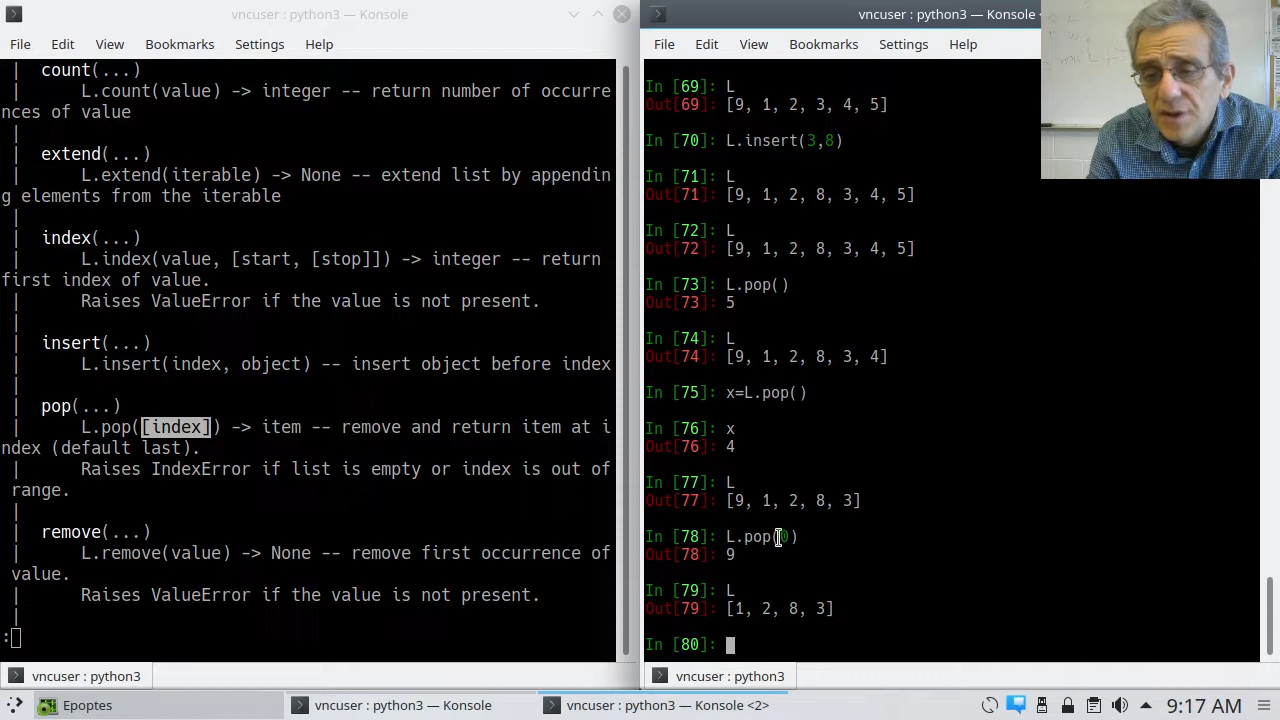 vncuser : python3 — Konsole
File Edit View Bookmarks Settings Help
| count(...)
| L.count(value) -> integer -- return number of occurre
nces of value
|
| extend(...)
| L.extend(iterable) -> None -- extend list by appendin
g elements from the iterable
|
| index(...)
| L.index(value, [start, [stop]]) -> integer -- return
first index of value.
| Raises ValueError if the value is not present.
|
| insert(...)
| L.insert(index, object) -- insert object before index
|
| pop(...)
| L.pop([index]) -> item -- remove and return item at i
ndex (default last).
| Raises IndexError if list is empty or index is out of
range.
|
| remove(...)
| L.remove(value) -> None -- remove first occurrence of
value.
| Raises ValueError if the value is not present.
|
:
vncuser : python3
vncuser : python3 — Konsole
File Edit View Bookmarks Settings Help
In [69]: L
Out[69]: [9, 1, 2, 3, 4, 5]
In [70]: L.insert(3,8)
In [71]: L
Out[71]: [9, 1, 2, 8, 3, 4, 5]
In [72]: L
Out[72]: [9, 1, 2, 8, 3, 4, 5]
In [73]: L.pop()
Out[73]: 5
In [74]: L
Out[74]: [9, 1, 2, 8, 3, 4]
In [75]: x=L.pop()
In [76]: x
Out[76]: 4
In [77]: L
Out[77]: [9, 1, 2, 8, 3]
In [78]: L.pop(0)
Out[78]: 9
In [79]: L
Out[79]: [1, 2, 8, 3]
In [80]:
vncuser : python3
Epoptes
vncuser : python3 — Konsole
vncuser : python3 — Konsole <2>
9:17 AM